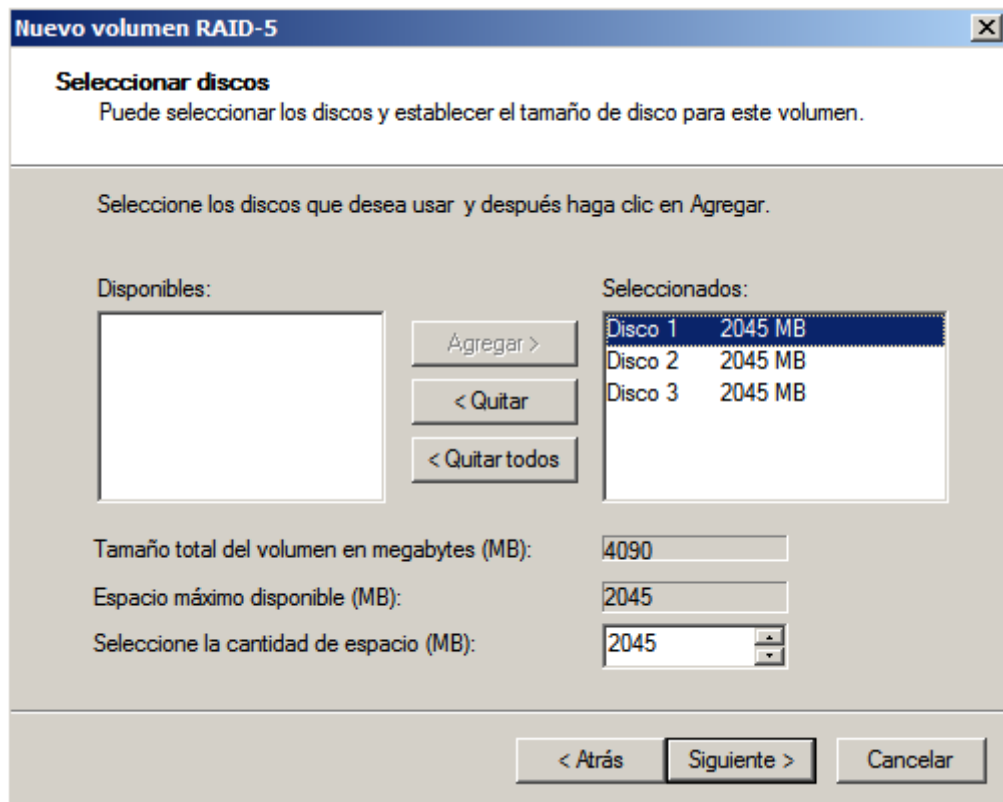 Nuevo volumen RAID-5
Seleccionar discos
Puede seleccionar los discos y establecer el tamaño de disco para este volumen.
Seleccione los discos que desea usar y después haga clic en Agregar.
Disponibles:
Seleccionados:
Agregar >
< Quitar
< Quitar todos
Disco 1 2045 MB
Disco 2 2045 MB
Disco 3 2045 MB
Tamaño total del volumen en megabytes (MB): 4090
Espacio máximo disponible (MB): 2045
Seleccione la cantidad de espacio (MB): 2045
< Atrás Siguiente > Cancelar